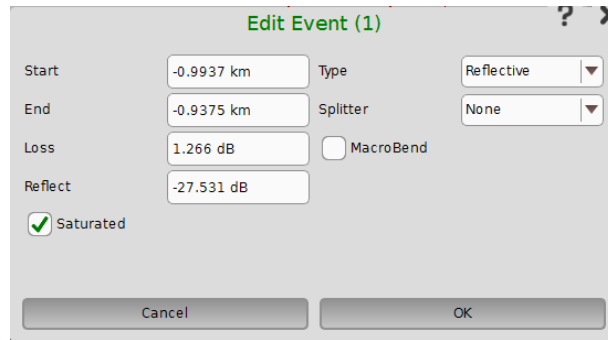 Edit Event (1) ?
Start -0.9937 km Type Reflective
End -0.9375 km Splitter None
Loss 1.266 dB MacroBend
Reflect -27.531 dB
Saturated
Cancel OK